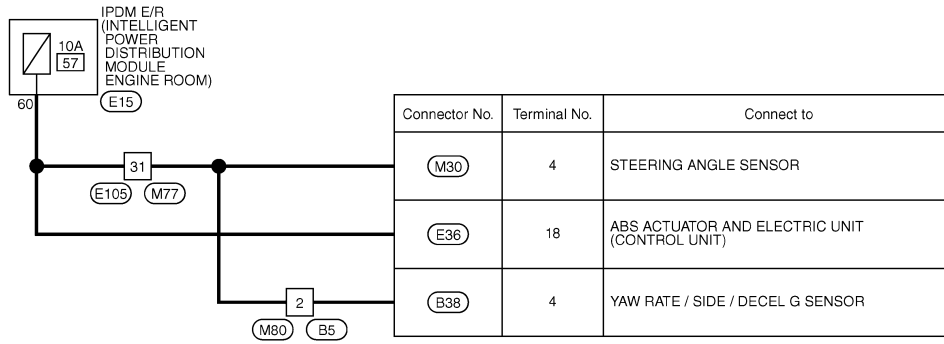 IPDM E/R
(INTELLIGENT
POWER
DISTRIBUTION
MODULE
ENGINE ROOM)
10A
57
60
E15
Connector No. Terminal No. Connect to
31
M30 4 STEERING ANGLE SENSOR
E105 M77
E36 18 ABS ACTUATOR AND ELECTRIC UNIT
(CONTROL UNIT)
2
B38 4 YAW RATE / SIDE / DECEL G SENSOR
M80 B5